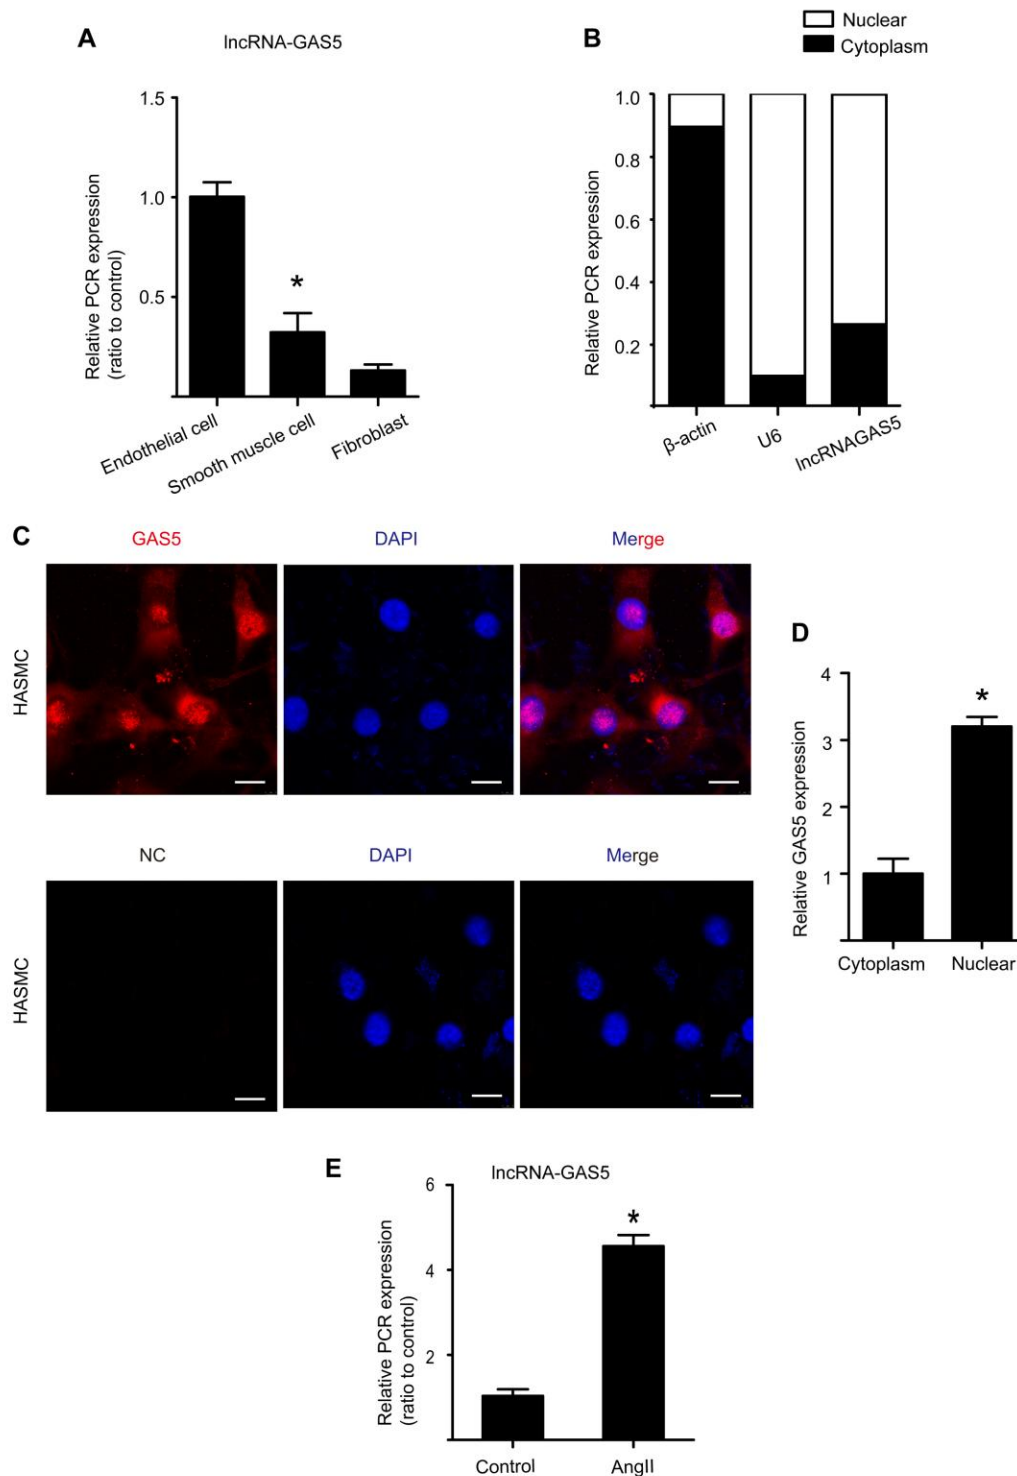 A
lncRNA-GAS5
Relative PCR expression
(ratio to control)
1.5
1.0
0.5
*
Endothelial cell
Smooth muscle cell
Fibroblast
B
Nuclear
Cytoplasm
Relative PCR expression
1.0
0.8
0.6
0.4
0.2
β-actin
U6
lncRNAGAS5
C
GAS5
DAPI
Merge
HASMC
NC
DAPI
Merge
HASMC
D
Relative GAS5 expression
4
3
2
1
*
Cytoplasm
Nuclear
E
lncRNA-GAS5
Relative PCR expression
(ratio to control)
6
4
2
*
Control
AngII